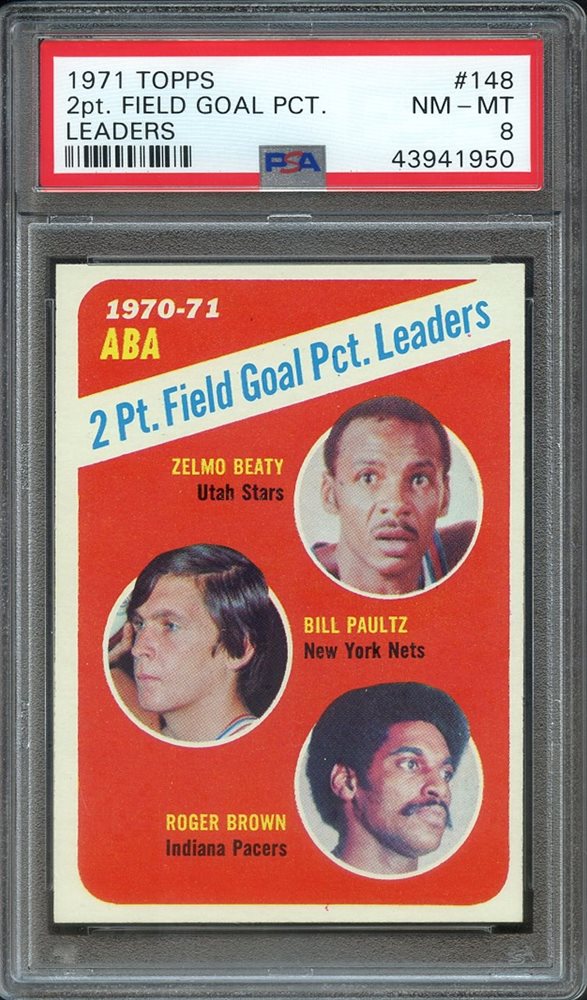 1971 TOPPS #148
2pt. FIELD GOAL PCT. NM - MT
LEADERS 8
PSA 43941950
1970-71
ABA
2 Pt. Field Goal Pct. Leaders
ZELMO BEATY
Utah Stars
BILL PAULTZ
New York Nets
ROGER BROWN
Indiana Pacers